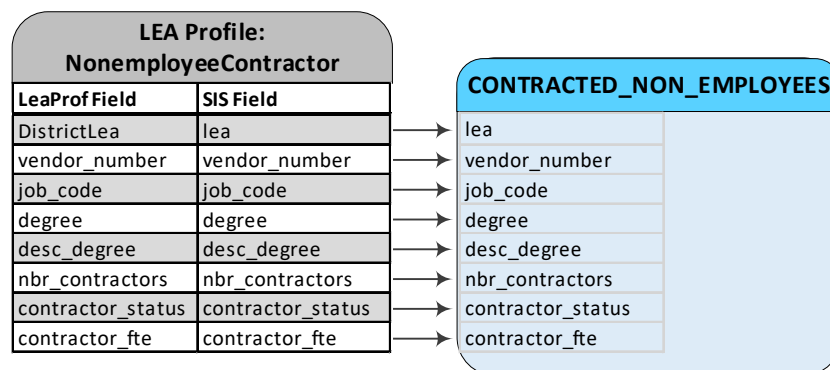 LEA Profile:
NonemployeeContractor
LeaProf Field SIS Field
DistrictLea lea
vendor_number vendor_number
job_code job_code
degree degree
desc_degree desc_degree
nbr_contractors nbr_contractors
contractor_status contractor_status
contractor_fte contractor_fte
CONTRACTED_NON_EMPLOYEES
lea
vendor_number
job_code
degree
desc_degree
nbr_contractors
contractor_status
contractor_fte